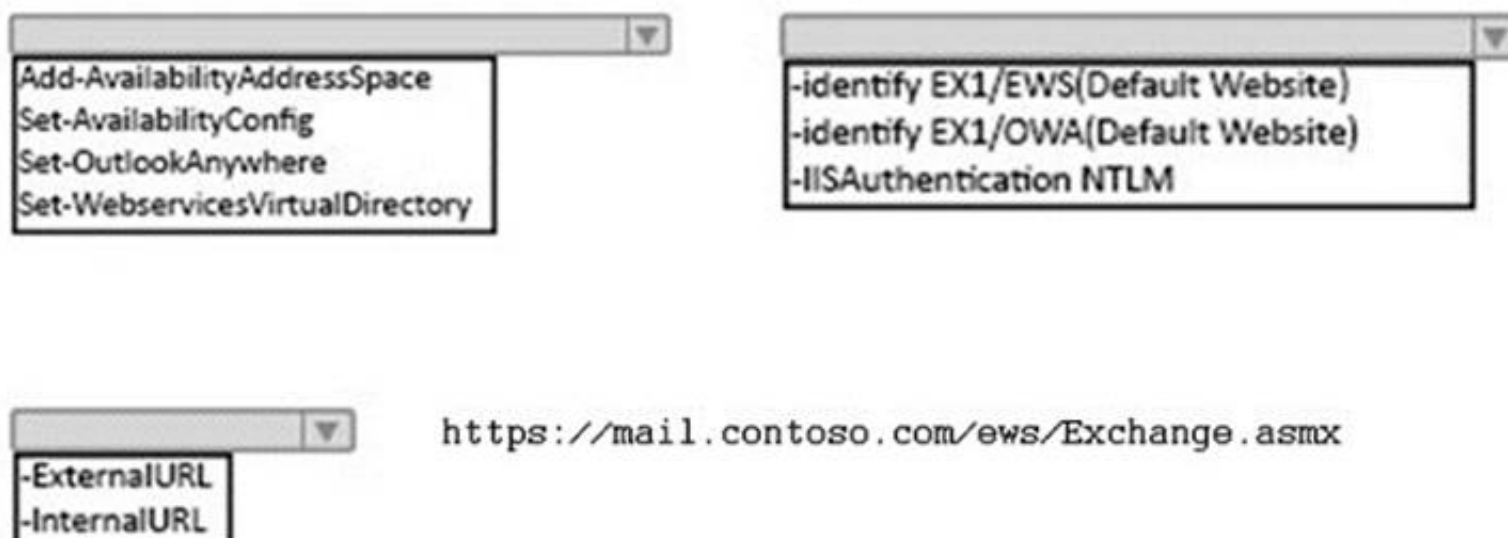 Add-AvailabilityAddressSpace
Set-AvailabilityConfig
Set-OutlookAnywhere
Set-WebservicesVirtualDirectory
-identify EX1/EWS(Default Website)
-identify EX1/OWA(Default Website)
-IISAuthentication NTLM
https://mail.contoso.com/ews/Exchange.asmx
-ExternalURL
-InternalURL